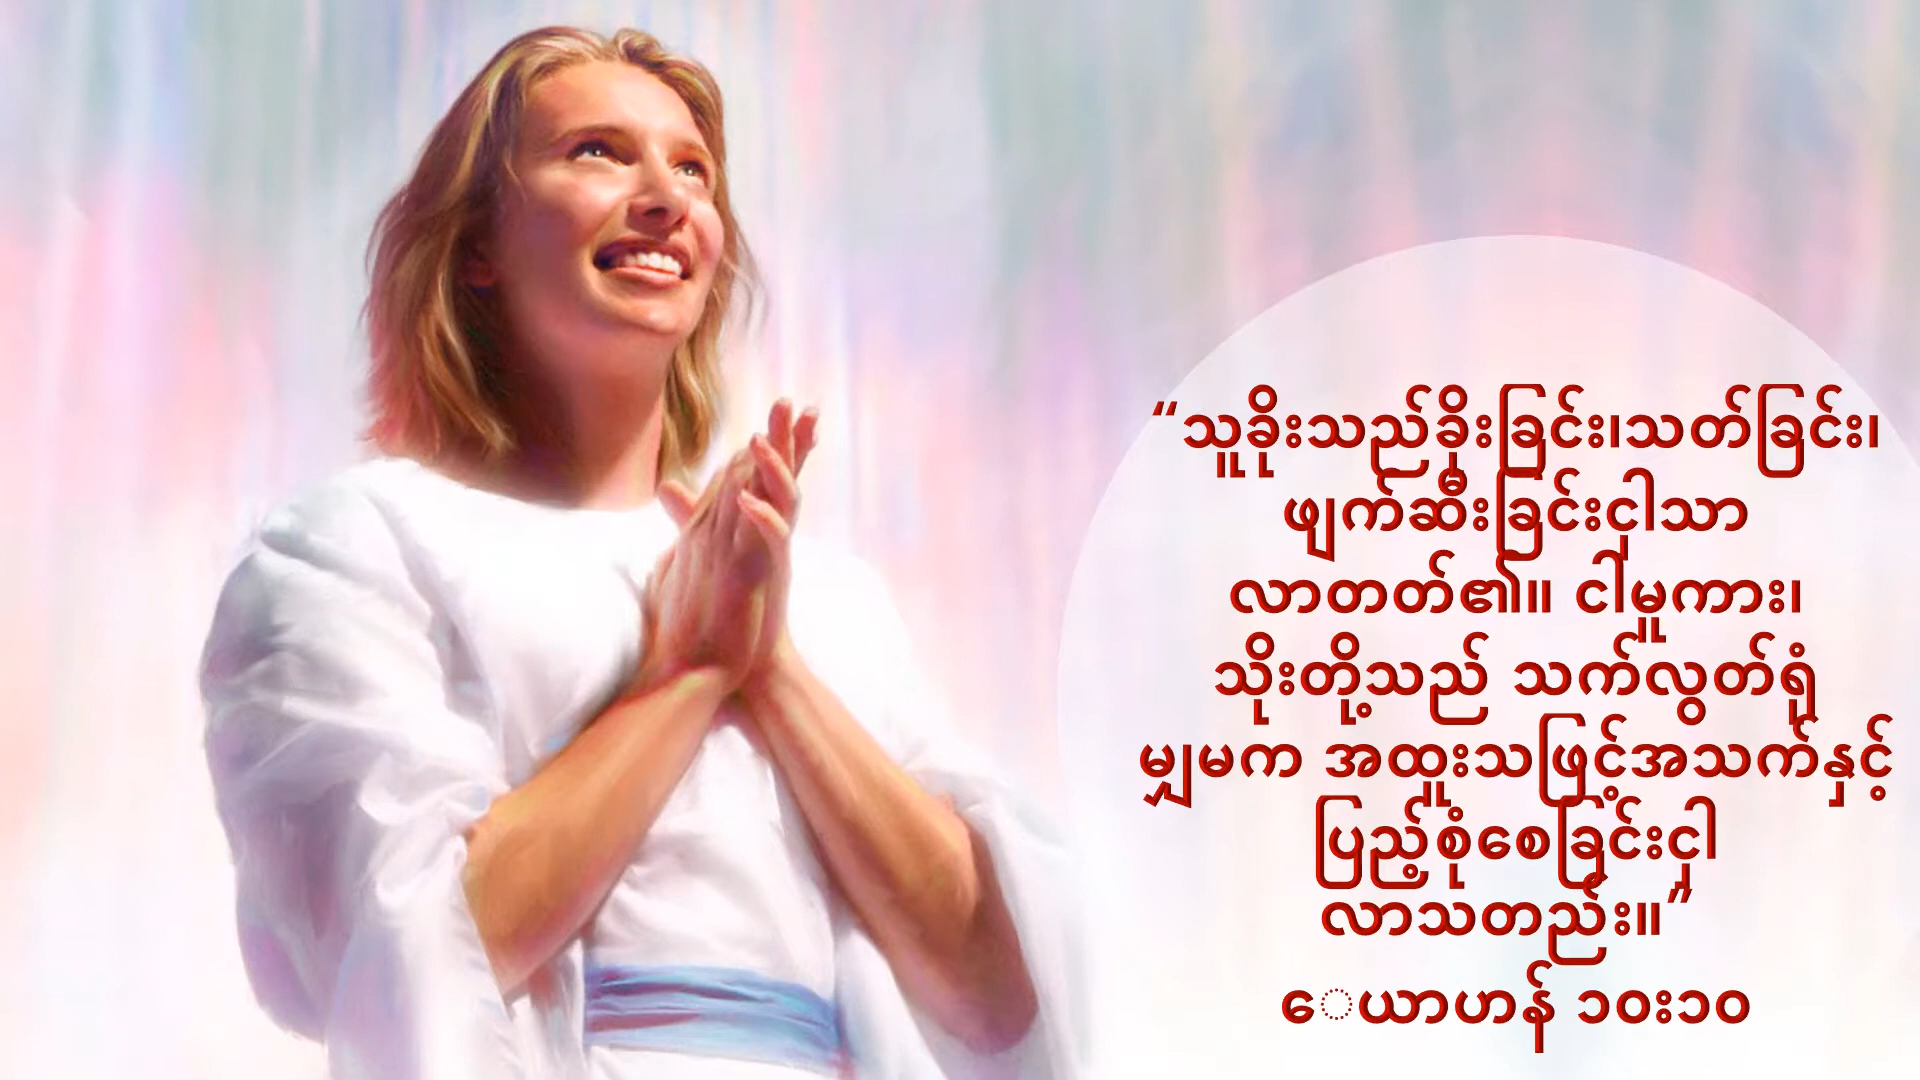 “သူခိုးသည်ခိုးခြင်း၊သတ်ခြင်း၊
ဖျက်ဆီးခြင်းငှါသာ
လာတတ်၏။ ငါမူကား၊
သိုးတို့သည် သက်လွတ်ရုံ
မျှမက အထူးသဖြင့်အသက်နှင့်
ပြည့်စုံစေခြင်းငှါ
လာသတည်း။”
ေယာဟန် ၁၀း၁၀